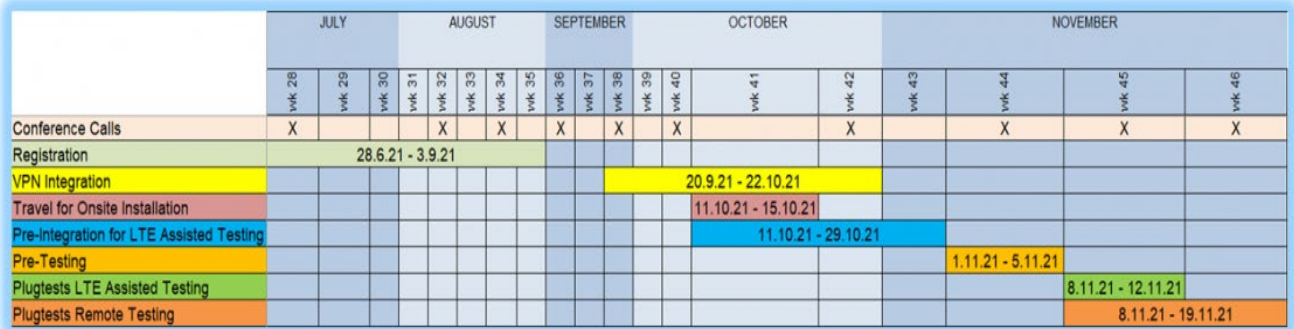 JULY AUGUST SEPTEMBER OCTOBER NOVEMBER
wk 28 wk 29 wk 30 wk 31 wk 32 wk 33 wk 34 wk 35 wk 36 wk 37 wk 38 wk 39 wk 40 wk 41 wk 42 wk 43 wk 44 wk 45 wk 46
Conference Calls X X X X X X X X X X
Registration 28.6.21 - 3.9.21
VPN Integration 20.9.21 - 22.10.21
Travel for Onsite Installation 11.10.21 - 15.10.21
Pre-Integration for LTE Assisted Testing 11.10.21 - 29.10.21
Pre-Testing 1.11.21 - 5.11.21
Plugtests LTE Assisted Testing 8.11.21 - 12.11.21
Plugtests Remote Testing 8.11.21 - 19.11.21